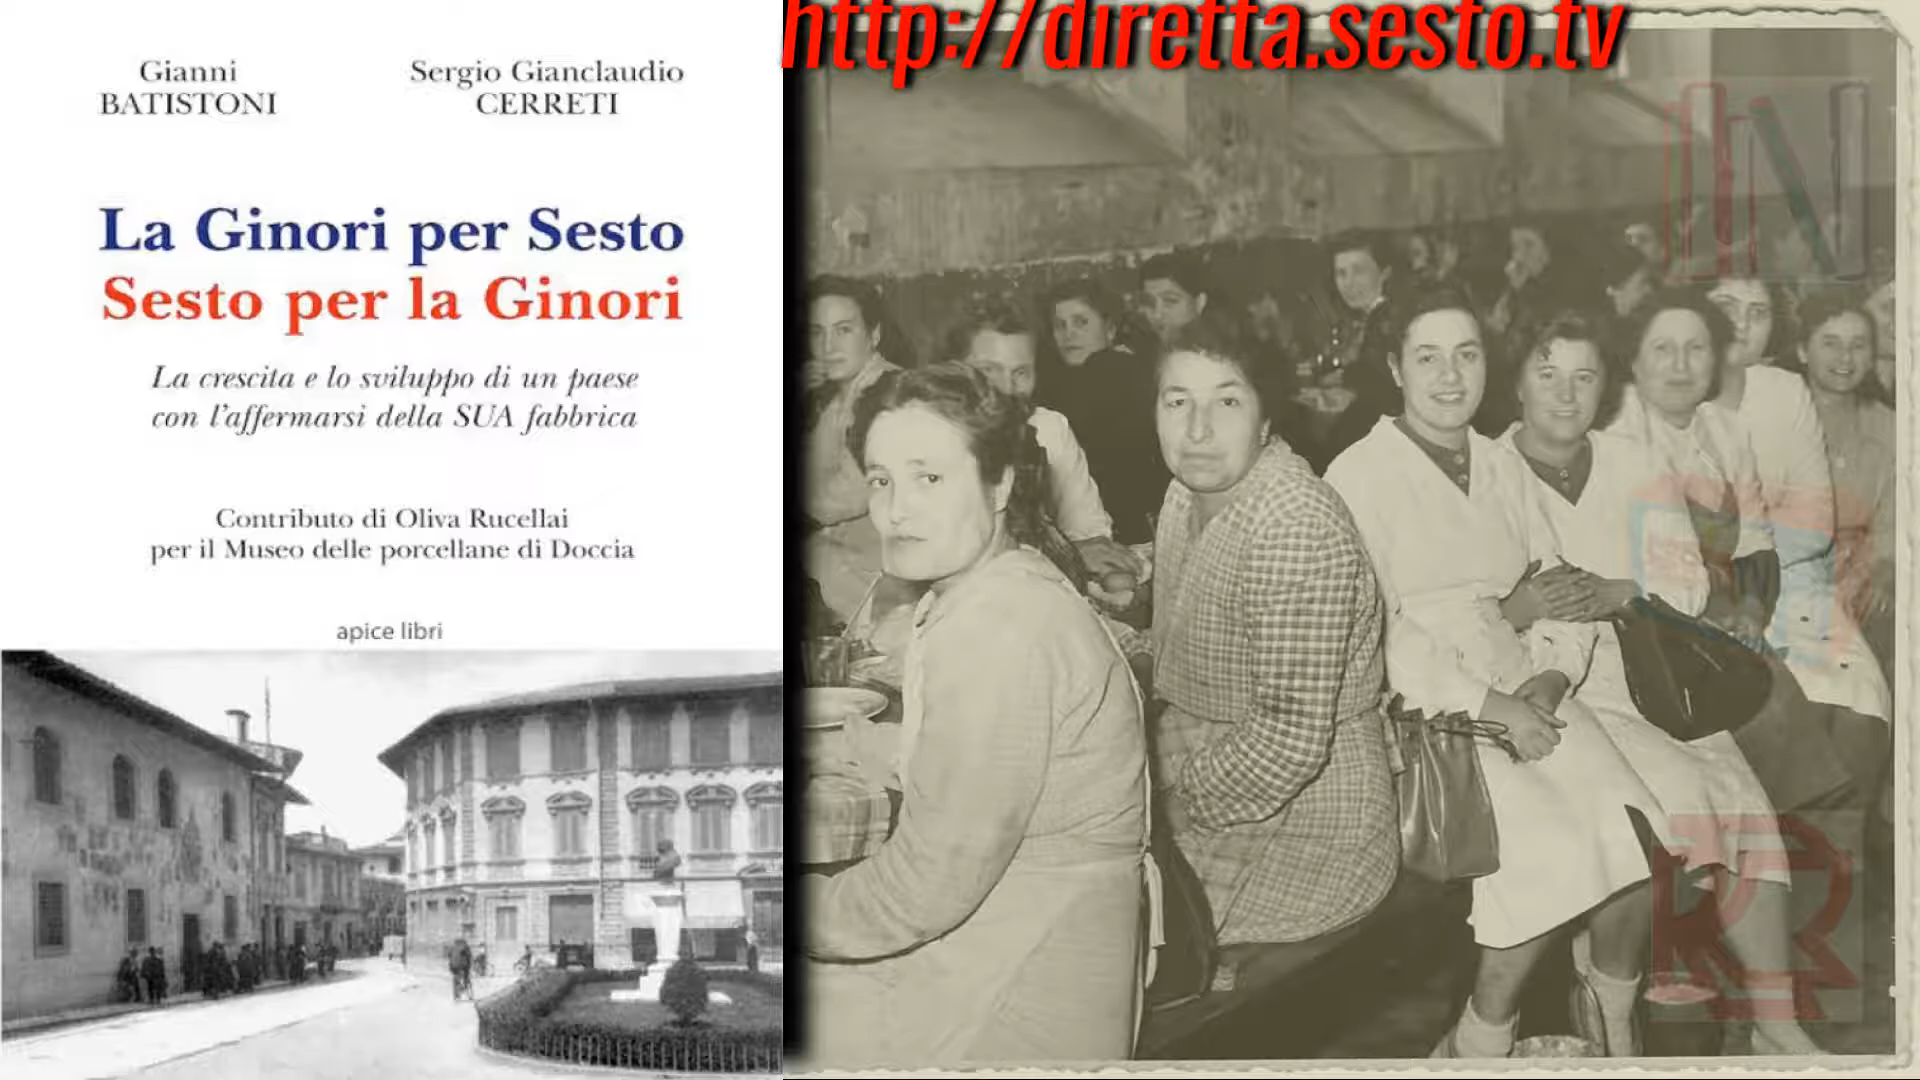 Gianni
BATISTONI
Sergio Gianclaudio
CERRETI
La Ginori per Sesto
Sesto per la Ginori
La crescita e lo sviluppo di un paese
con l'affermarsi della SUA fabbrica
Contributo di Oliva Rucellai
per il Museo delle porcellane di Doccia
apice libri
http://diretta.sesto.tv